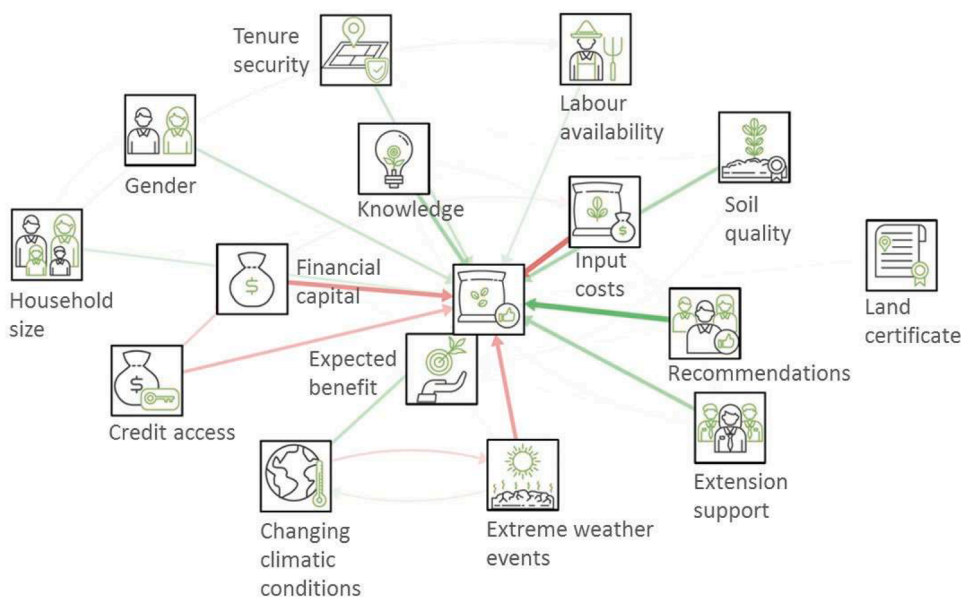 Tenure
security
Labour
availability
Gender
Knowledge
Soil
quality
Household
size
Financial
capital
Input
costs
Land
certificate
Expected
benefit
Recommendations
Credit access
Extension
support
Changing
climatic
conditions
Extreme weather
events